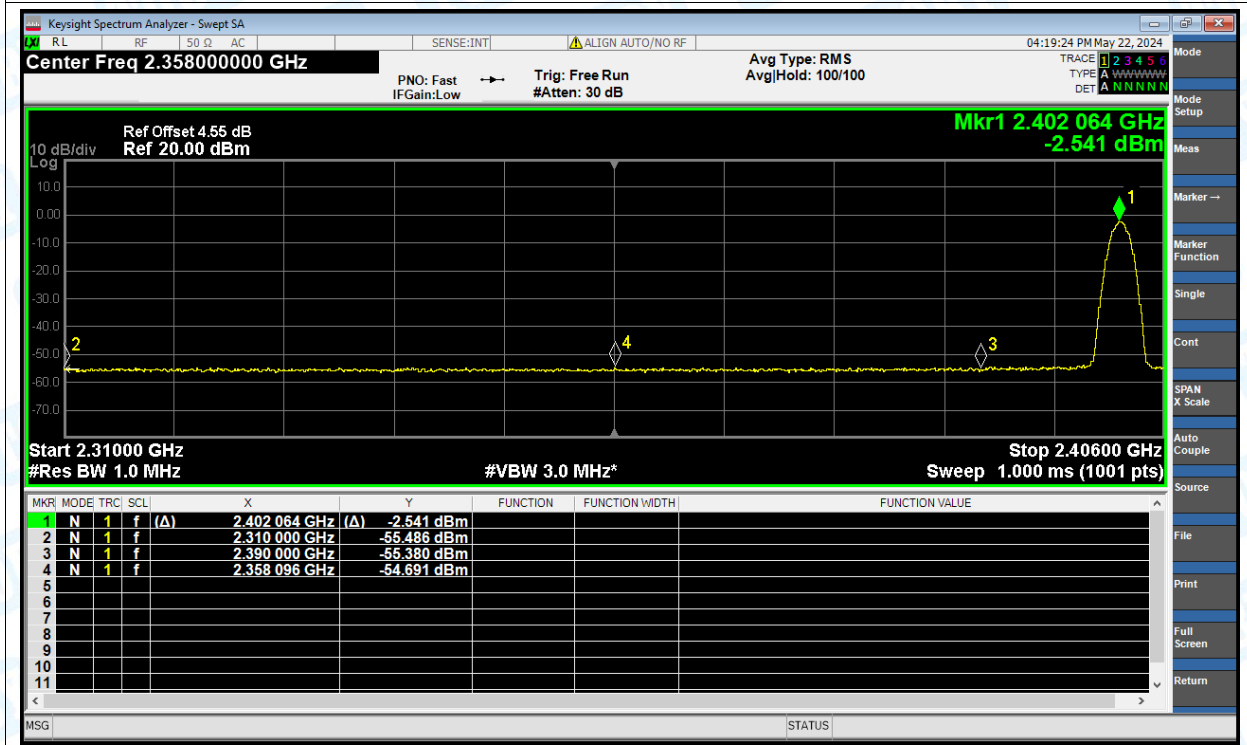 Keysight Spectrum Analyzer - Swept SA
LXI RL RF 50 Ω AC SENSE:INT ALIGN AUTO/NO RF 04:19:24 PM May 22, 2024
Center Freq 2.358000000 GHz
PNO: Fast
IFGain:Low
Trig: Free Run
#Atten: 30 dB
Avg Type: RMS
Avg|Hold: 100/100
TRACE 1 2 3 4 5 6
TYPE A WWWWW
DET A N N N N N
Ref Offset 4.55 dB
10 dB/div Ref 20.00 dBm
Log
Mkr1 2.402 064 GHz
-2.541 dBm
10.0
0.00
-10.0
-20.0
-30.0
-40.0
-50.0
-60.0
-70.0
1
2
4
3
Start 2.31000 GHz Stop 2.40600 GHz
#Res BW 1.0 MHz #VBW 3.0 MHz* Sweep 1.000 ms (1001 pts)
MKR MODE TRC SCL X Y FUNCTION FUNCTION WIDTH FUNCTION VALUE
1 N 1 f (Δ) 2.402 064 GHz (Δ) -2.541 dBm
2 N 1 f 2.310 000 GHz -55.486 dBm
3 N 1 f 2.390 000 GHz -55.380 dBm
4 N 1 f 2.358 096 GHz -54.691 dBm
5
6
7
8
9
10
11
MSG STATUS
Mode
Mode
Setup
Meas
Marker →
Marker
Function
Single
Cont
SPAN
X Scale
Auto
Couple
Source
File
Print
Full
Screen
Return